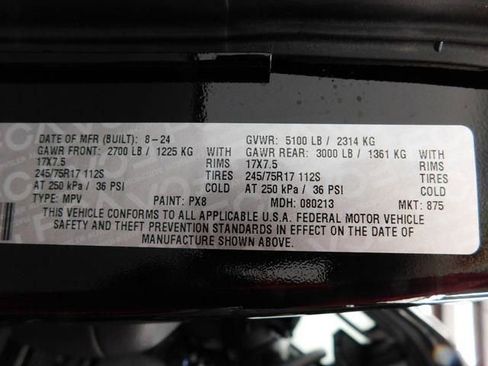 DATE OF MFR (BUILT): 8-24 GVWR: 5100 LB / 2314 KG
GAWR FRONT: 2700 LB / 1225 KG WITH GAWR REAR: 3000 LB / 1361 KG WITH
17X7.5 RIMS 17X7.5 RIMS
245/75R17 112S TIRES 245/75R17 112S TIRES
AT 250 kPa / 36 PSI COLD AT 250 kPa / 36 PSI COLD
TYPE: MPV PAINT: PX8 MDH: 080213 MKT: 875
THIS VEHICLE CONFORMS TO ALL APPLICABLE U.S.A. FEDERAL MOTOR VEHICLE
SAFETY AND THEFT PREVENTION STANDARDS IN EFFECT ON THE DATE OF
MANUFACTURE SHOWN ABOVE.